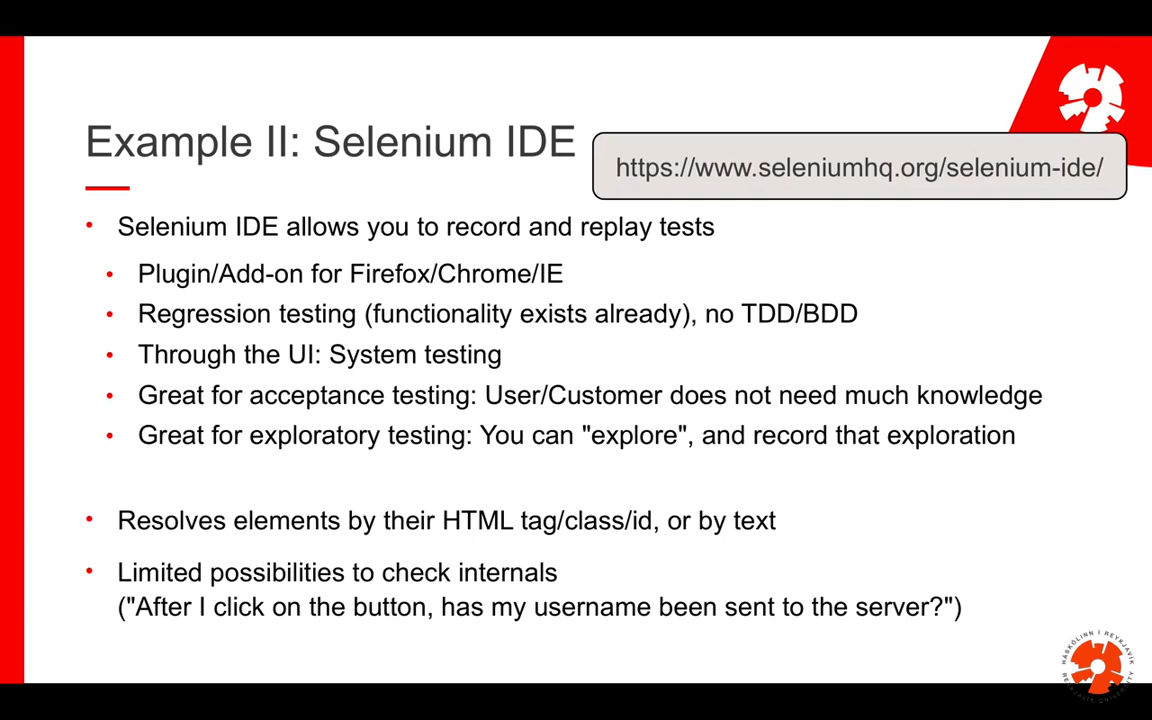 Example II: Selenium IDE
https://www.seleniumhq.org/selenium-ide/
• Selenium IDE allows you to record and replay tests
• Plugin/Add-on for Firefox/Chrome/IE
• Regression testing (functionality exists already), no TDD/BDD
• Through the UI: System testing
• Great for acceptance testing: User/Customer does not need much knowledge
• Great for exploratory testing: You can "explore", and record that exploration
• Resolves elements by their HTML tag/class/id, or by text
• Limited possibilities to check internals
("After I click on the button, has my username been sent to the server?")
HÁSKÓLINN Í REYKJAVÍK
REYKJAVIK UNIVERSITY